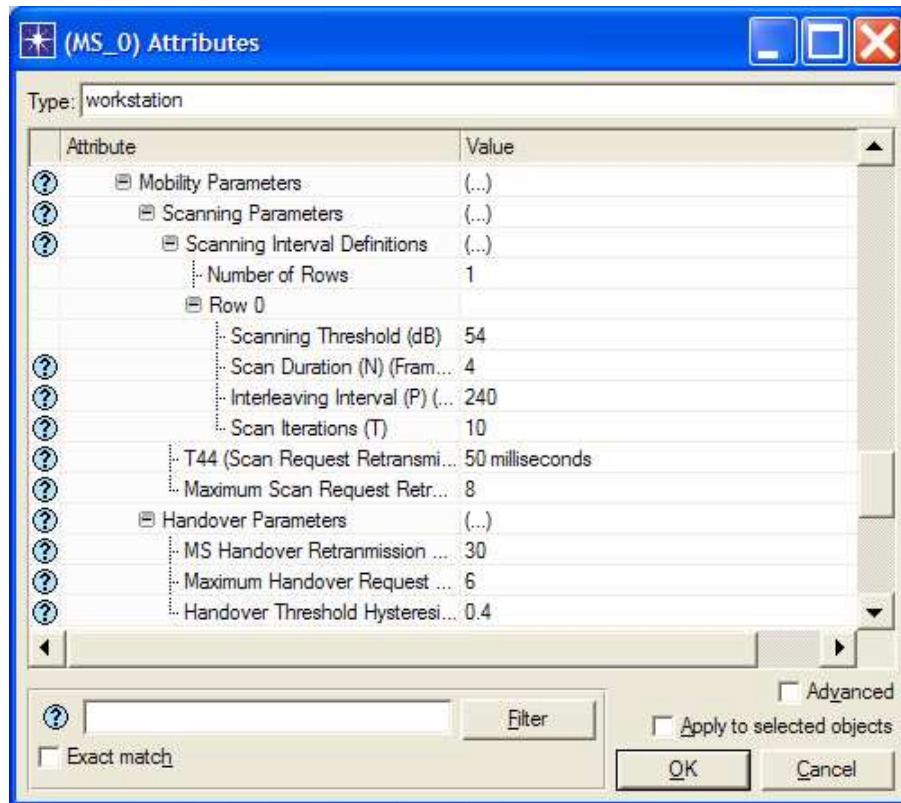 (MS_0) Attributes
Type: workstation
Attribute Value
Mobility Parameters (...)
Scanning Parameters (...)
Scanning Interval Definitions (...)
Number of Rows 1
Row 0
Scanning Threshold (dB) 54
Scan Duration (N) (Fram... 4
Interleaving Interval (P) (... 240
Scan Iterations (T) 10
T44 (Scan Request Retransmi... 50 milliseconds
Maximum Scan Request Retr... 8
Handover Parameters (...)
MS Handover Retranmission ... 30
Maximum Handover Request ... 6
Handover Threshold Hysteresi... 0.4
Advanced
Filter
Apply to selected objects
Exact match
OK Cancel